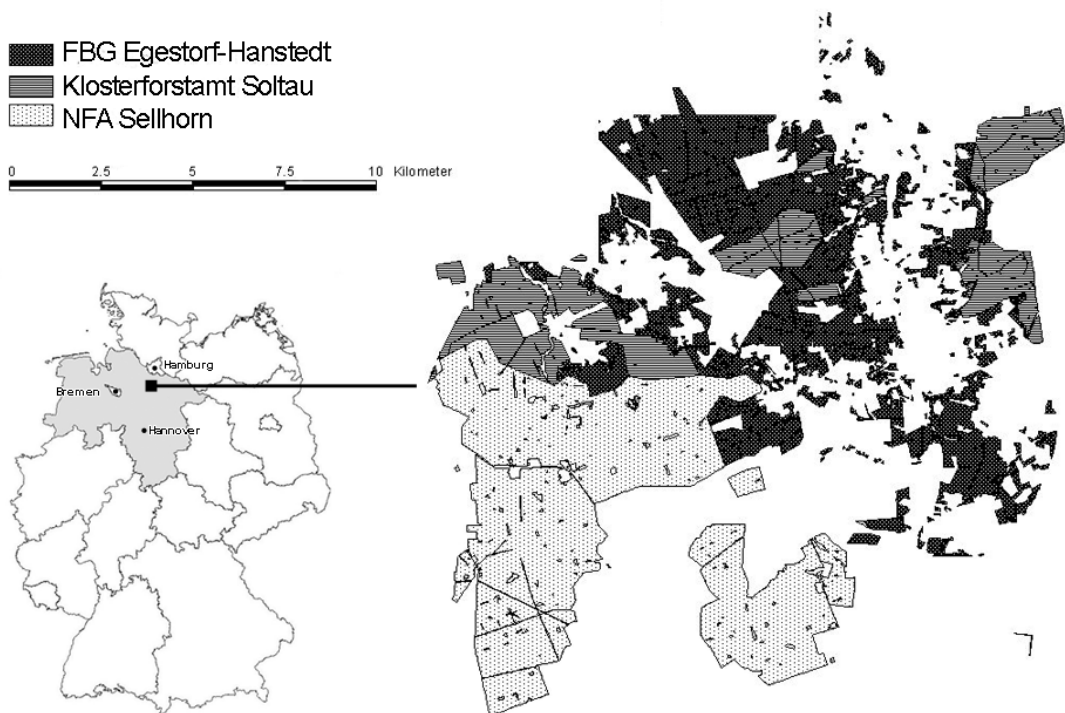 FBG Egestorf-Hanstedt
Klosterforstamt Soltau
NFA Sellhorn
0 2.5 5 7.5 10 Kilometer
Hamburg
Bremen
Hannover